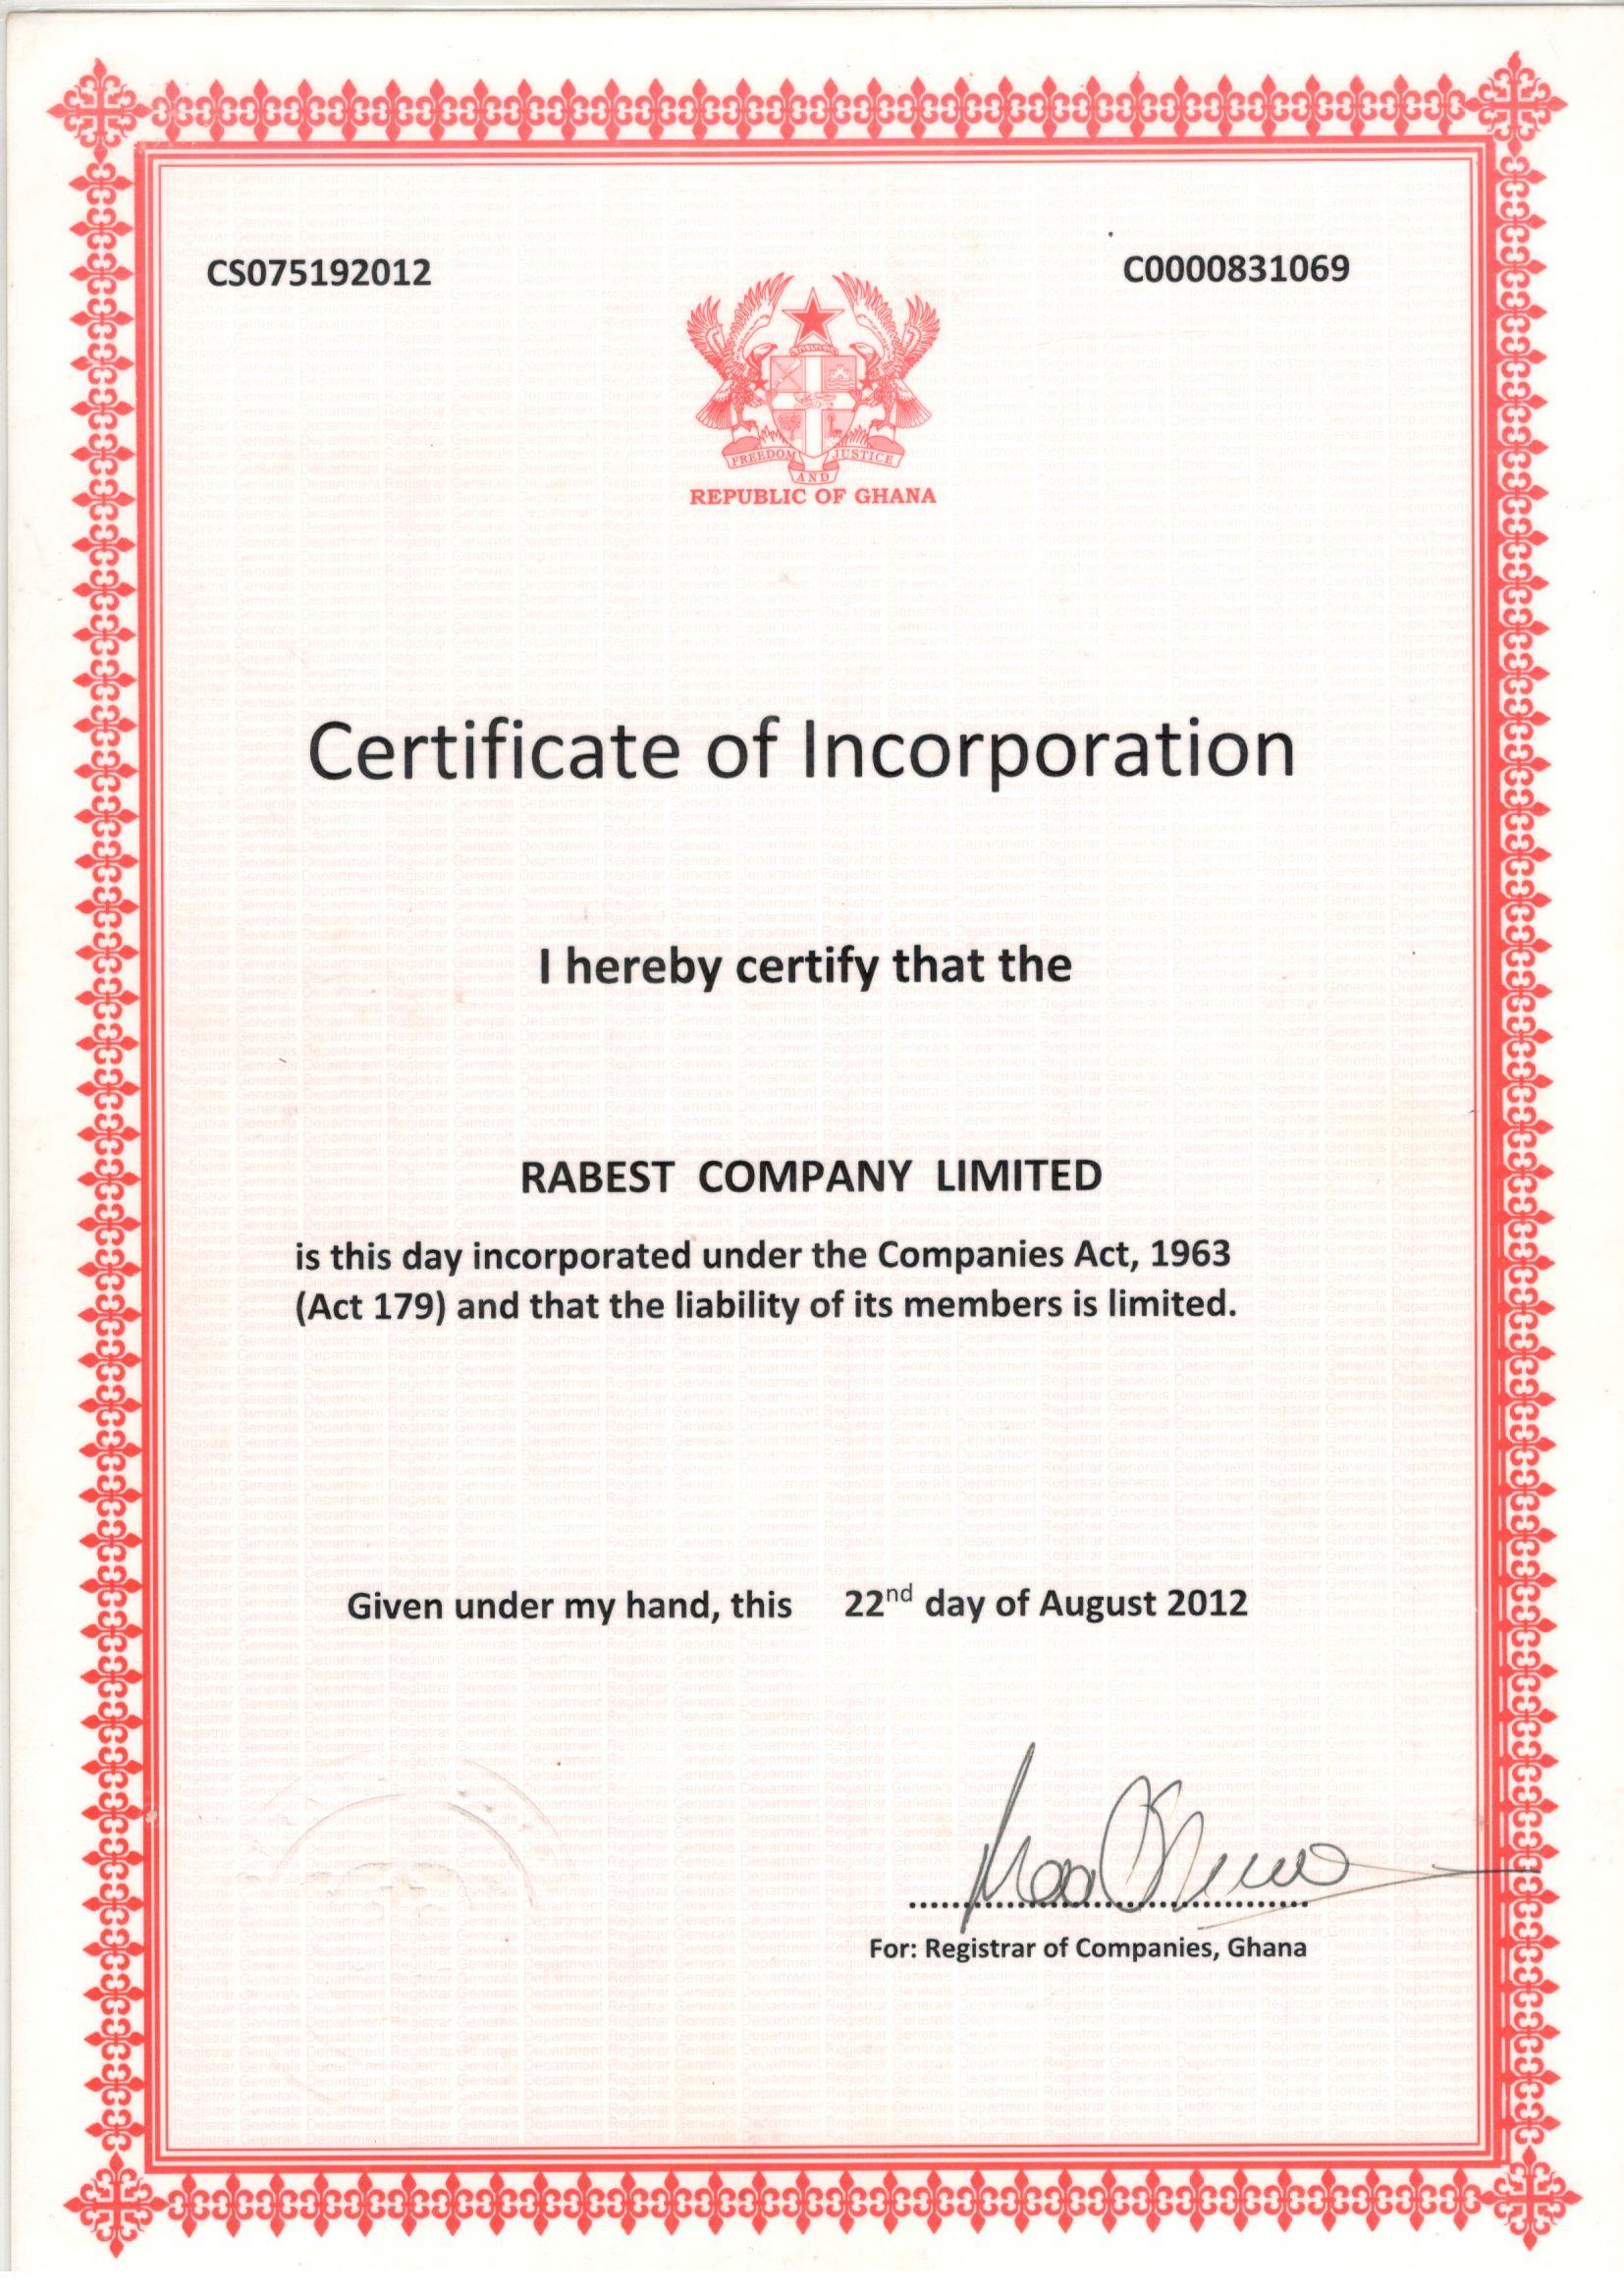 CS075192012
C0000831069
FREEDOM AND JUSTICE
REPUBLIC OF GHANA
Certificate of Incorporation
I hereby certify that the
RABEST COMPANY LIMITED
is this day incorporated under the Companies Act, 1963
(Act 179) and that the liability of its members is limited.
Given under my hand, this 22nd day of August 2012
For: Registrar of Companies, Ghana